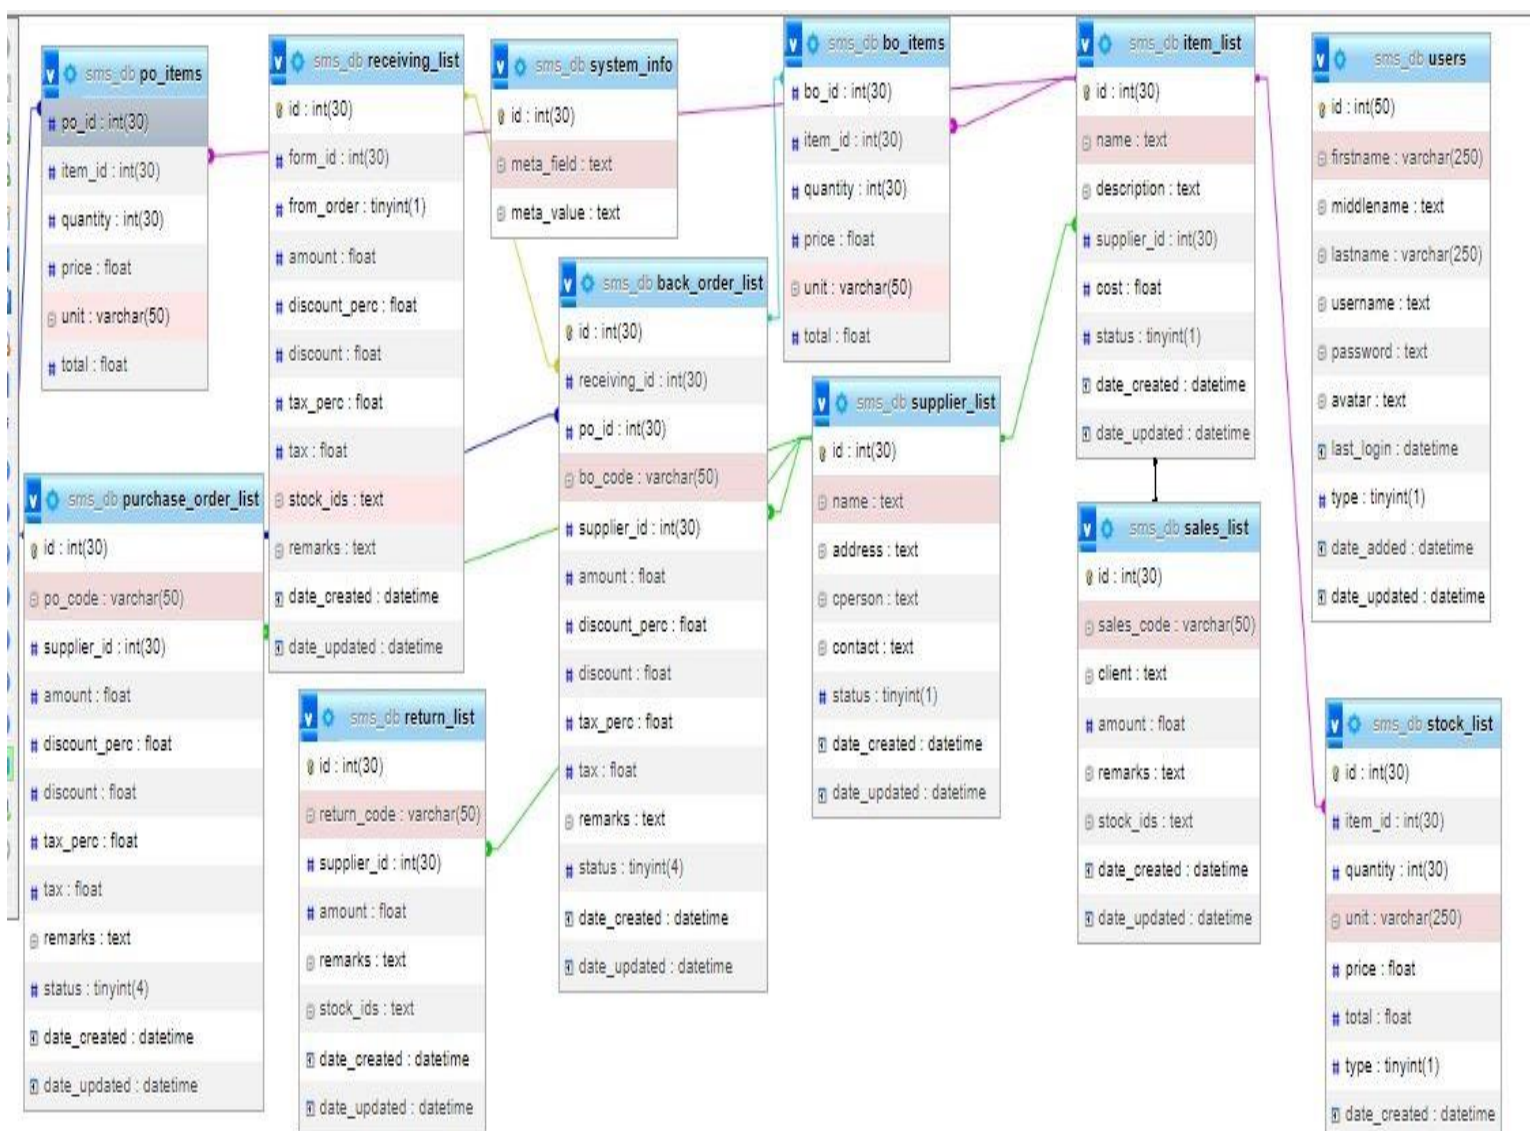 sms_db po_items
po_id : int(30)
item_id : int(30)
quantity : int(30)
price : float
unit : varchar(50)
total : float
sms_db receiving_list
id : int(30)
form_id : int(30)
from_order : tinyint(1)
amount : float
discount_perc : float
discount : float
tax_perc : float
tax : float
stock_ids : text
remarks : text
date_created : datetime
date_updated : datetime
sms_db system_info
id : int(30)
meta_field : text
meta_value : text
sms_db bo_items
bo_id : int(30)
item_id : int(30)
quantity : int(30)
price : float
unit : varchar(50)
total : float
sms_db item_list
id : int(30)
name : text
description : text
supplier_id : int(30)
cost : float
status : tinyint(1)
date_created : datetime
date_updated : datetime
sms_db users
id : int(50)
firstname : varchar(250)
middlename : text
lastname : varchar(250)
username : text
password : text
avatar : text
last_login : datetime
type : tinyint(1)
date_added : datetime
date_updated : datetime
sms_db back_order_list
id : int(30)
receiving_id : int(30)
po_id : int(30)
bo_code : varchar(50)
supplier_id : int(30)
amount : float
discount_perc : float
discount : float
tax_perc : float
tax : float
remarks : text
status : tinyint(4)
date_created : datetime
date_updated : datetime
sms_db supplier_list
id : int(30)
name : text
address : text
cperson : text
contact : text
status : tinyint(1)
date_created : datetime
date_updated : datetime
sms_db purchase_order_list
id : int(30)
po_code : varchar(50)
supplier_id : int(30)
amount : float
discount_perc : float
discount : float
tax_perc : float
tax : float
remarks : text
status : tinyint(4)
date_created : datetime
date_updated : datetime
sms_db return_list
id : int(30)
return_code : varchar(50)
supplier_id : int(30)
amount : float
remarks : text
stock_ids : text
date_created : datetime
date_updated : datetime
sms_db sales_list
id : int(30)
sales_code : varchar(50)
client : text
amount : float
remarks : text
stock_ids : text
date_created : datetime
date_updated : datetime
sms_db stock_list
id : int(30)
item_id : int(30)
quantity : int(30)
unit : varchar(250)
price : float
total : float
type : tinyint(1)
date_created : datetime